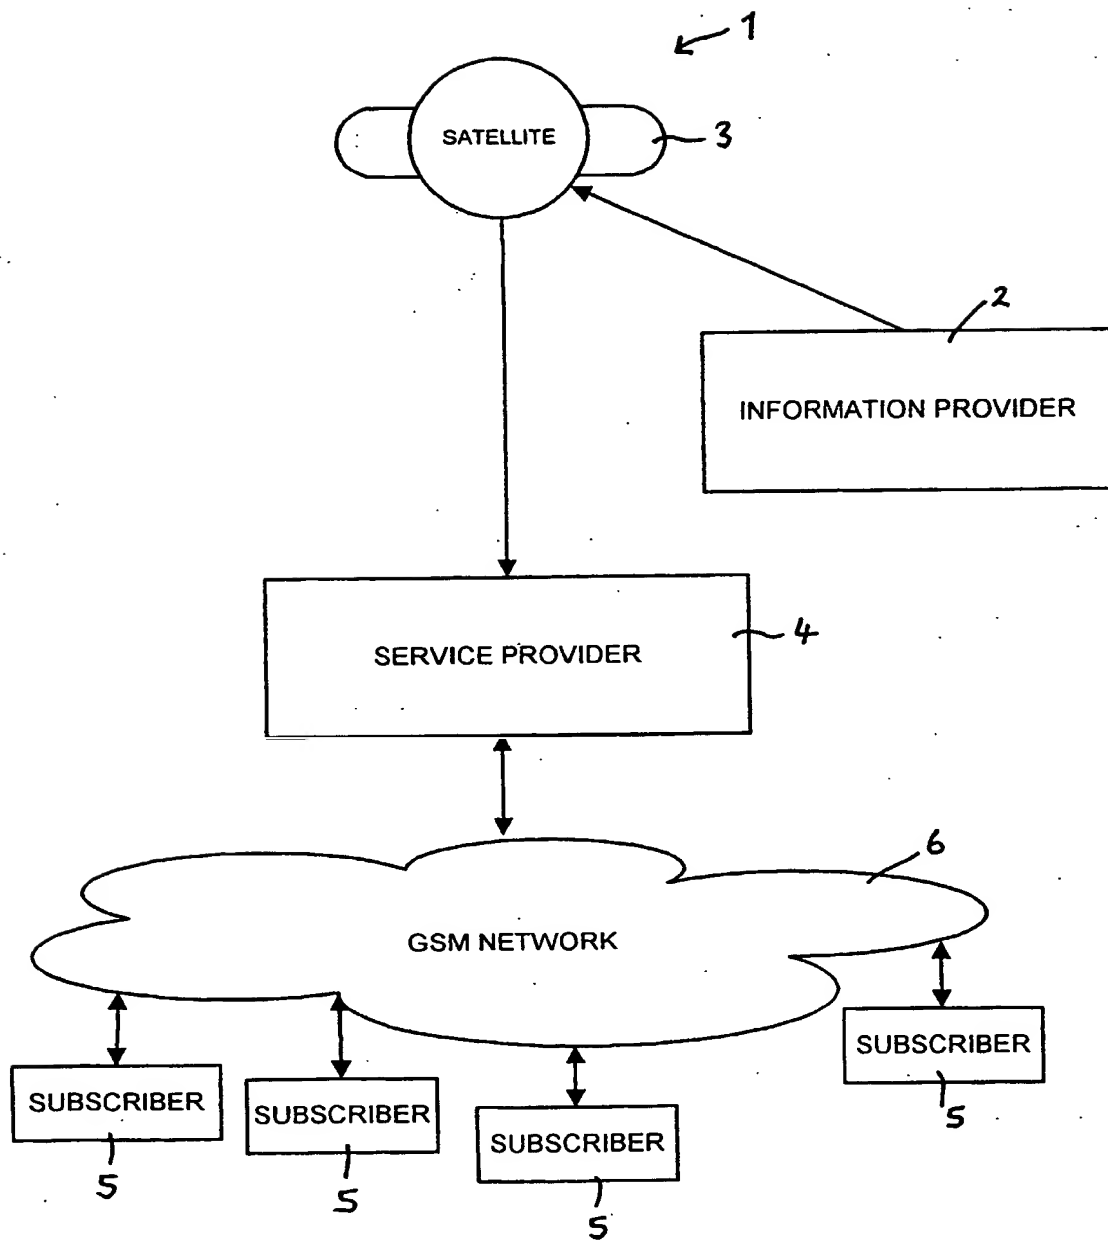 1
SATELLITE
3
2
INFORMATION PROVIDER
4
SERVICE PROVIDER
6
GSM NETWORK
SUBSCRIBER
SUBSCRIBER
SUBSCRIBER
SUBSCRIBER
5
5
5
5